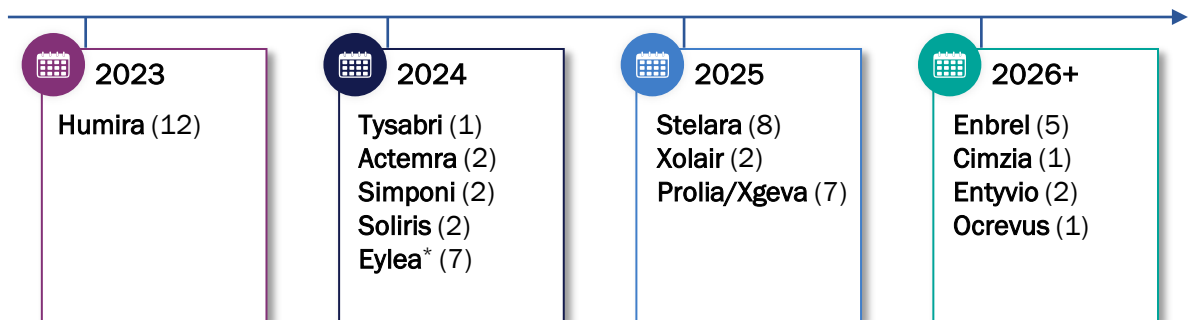 2023
Humira (12)
2024
Tysabri (1)
Actemra (2)
Simponi (2)
Soliris (2)
Eylea* (7)
2025
Stelara (8)
Xolair (2)
Prolia/Xgeva (7)
2026+
Enbrel (5)
Cimzia (1)
Entyvio (2)
Ocrevus (1)